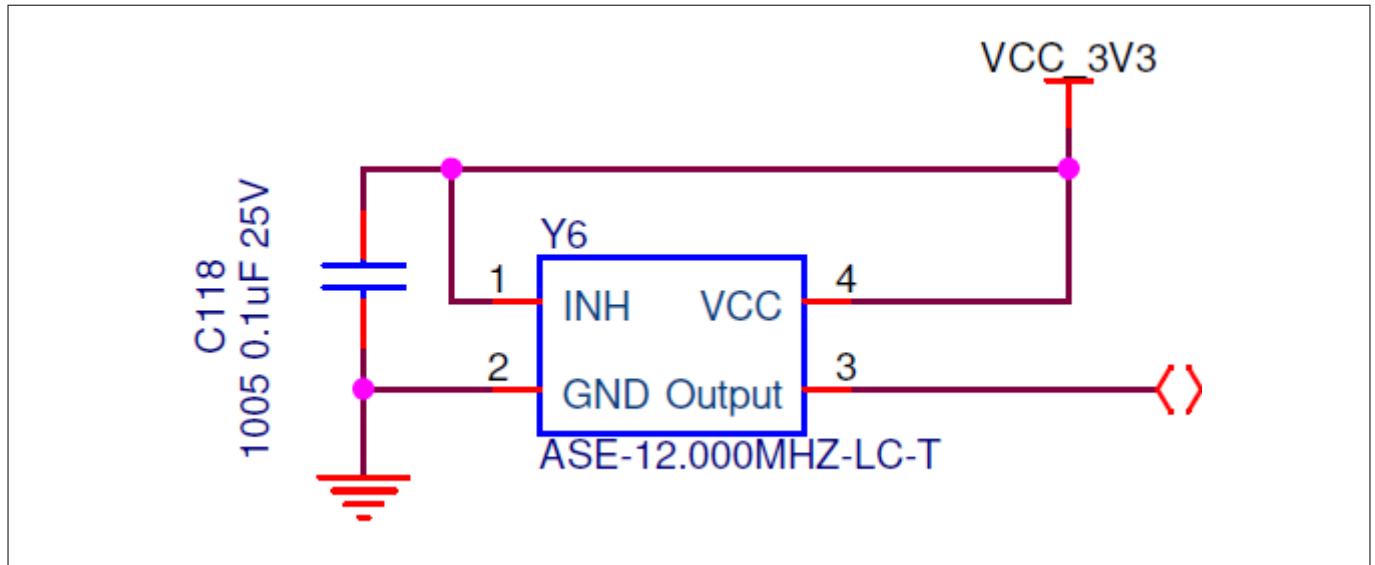 VCC_3V3
C118
1005 0.1uF 25V
Y6
1
INH
VCC
4
2
GND
Output
3
ASE-12.000MHZ-LC-T